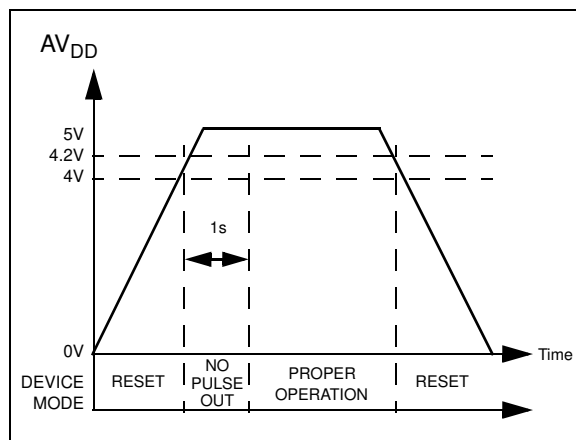 AVDD
5V
4.2V
4V
1s
0V
Time
DEVICE MODE
RESET
NO PULSE OUT
PROPER OPERATION
RESET